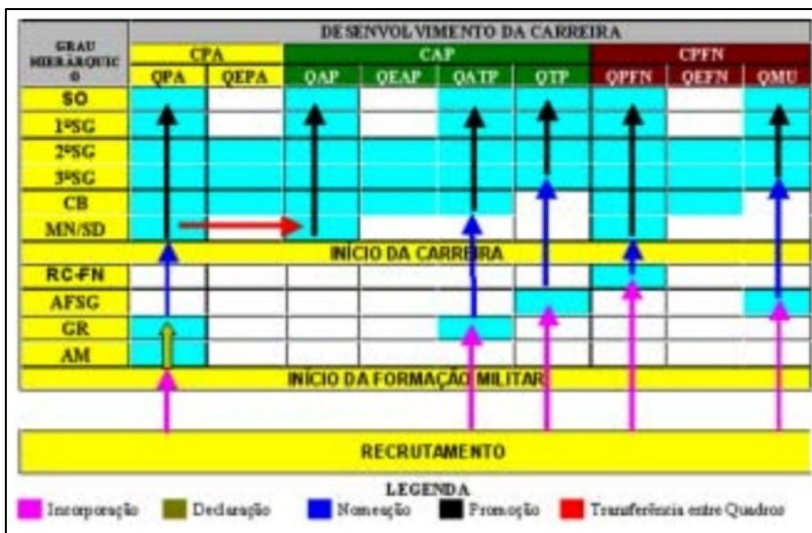 DESENVOLVIMENTO DA CARREIRA
GRAU HIERÁRQUICO
CPA CAP CPFN
QPA QEPA QAP QEAP QATP QTP QPFN QEFN QMU
SO
1ºSG
2ºSG
3ºSG
CB
MN/SD
INÍCIO DA CARREIRA
RC-FN
AFSG
GR
AM
INÍCIO DA FORMAÇÃO MILITAR
RECRUTAMENTO
LEGENDA
Incorporação Declaração Nomeação Promoção Transferência entre Quadros